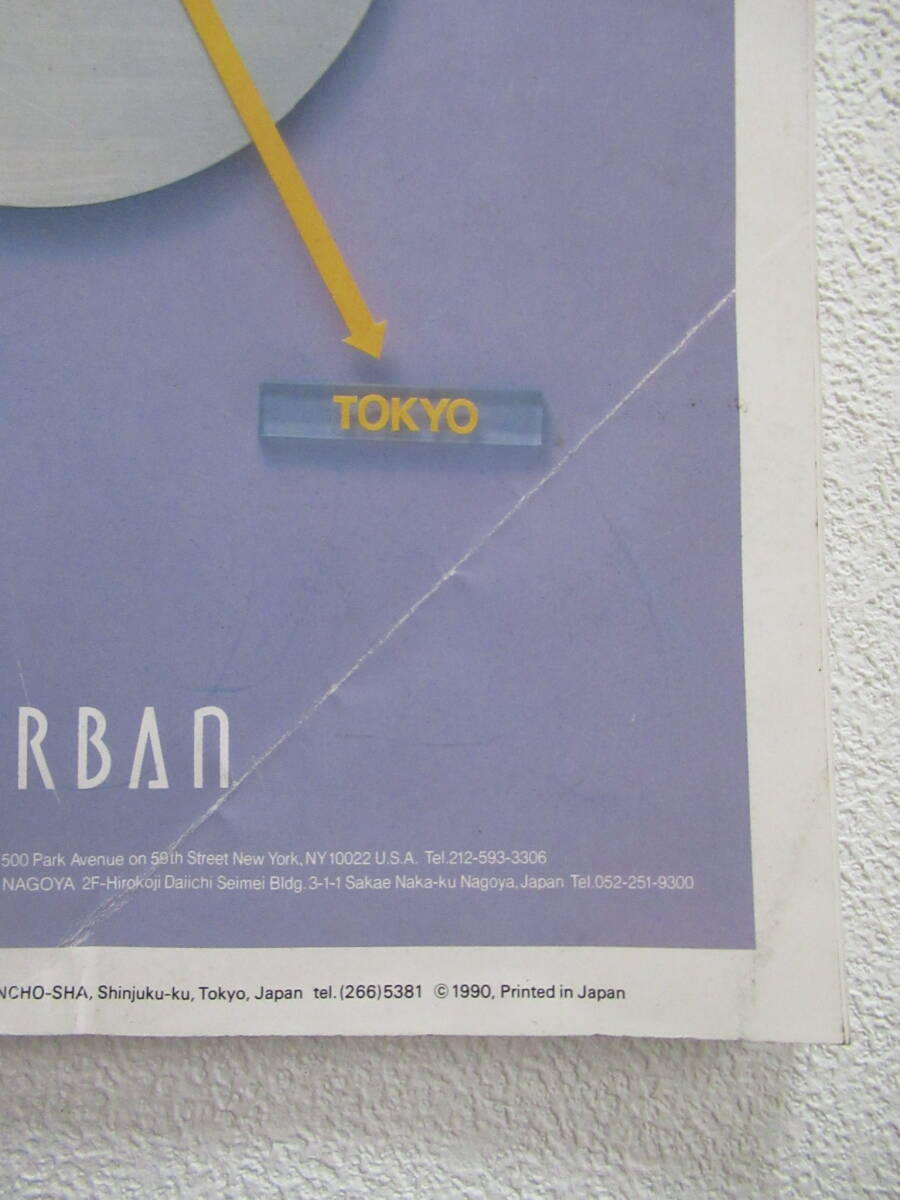 TOKYO
RBAN
500 Park Avenue on 59th Street New York, NY 10022 U.S.A. Tel.212-593-3306
NAGOYA 2F-Hirokoji Daiichi Seimei Bldg. 3-1-1 Sakae Naka-ku Nagoya, Japan Tel.052-251-9300
NCHO-SHA, Shinjuku-ku, Tokyo, Japan tel. (266)5381 ©1990, Printed in Japan